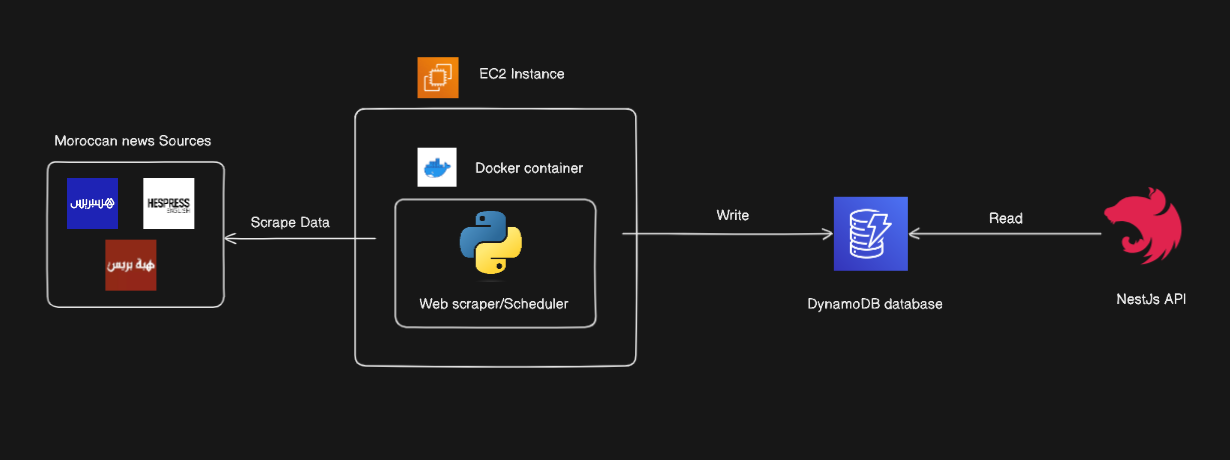 EC2 Instance
Moroccan news Sources
Docker container
هسبريس
HESPRESS
ENGLISH
هبة بريس
Scrape Data
Write
Read
Web scraper/Scheduler
DynamoDB database
NestJs API